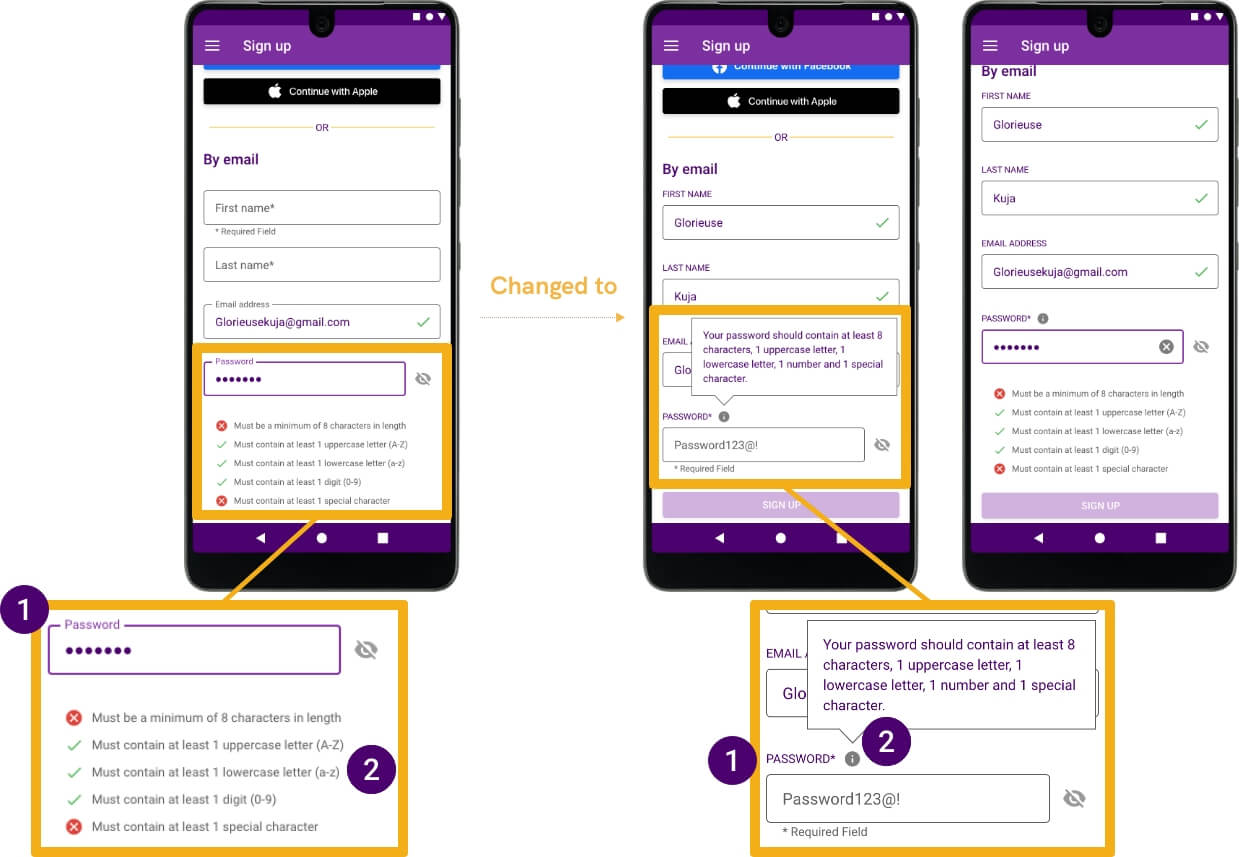 Sign up
Continue with Apple
OR
By email
First name*
* Required Field
Last name*
Email address
Glorieusekuja@gmail.com
Password
•••••••
Must be a minimum of 8 characters in length
Must contain at least 1 uppercase letter (A-Z)
Must contain at least 1 lowercase letter (a-z)
Must contain at least 1 digit (0-9)
Must contain at least 1 special character
1
Password
•••••••
Must be a minimum of 8 characters in length
Must contain at least 1 uppercase letter (A-Z)
Must contain at least 1 lowercase letter (a-z)
2
Must contain at least 1 digit (0-9)
Must contain at least 1 special character
Changed to
Sign up
Continue with Facebook
Continue with Apple
OR
By email
FIRST NAME
Glorieuse
LAST NAME
Kuja
Your password should contain at least 8
characters, 1 uppercase letter, 1
lowercase letter, 1 number and 1 special
character.
EMAIL A
Glo
PASSWORD*
Password123@!
* Required Field
SIGN UP
Your password should contain at least 8
characters, 1 uppercase letter, 1
lowercase letter, 1 number and 1 special
character.
EMAIL A
Glo
2
1
PASSWORD*
Password123@!
* Required Field
Sign up
By email
FIRST NAME
Glorieuse
LAST NAME
Kuja
EMAIL ADDRESS
Glorieusekuja@gmail.com
PASSWORD*
•••••••
Must be a minimum of 8 characters in length
Must contain at least 1 uppercase letter (A-Z)
Must contain at least 1 lowercase letter (a-z)
Must contain at least 1 digit (0-9)
Must contain at least 1 special character
SIGN UP